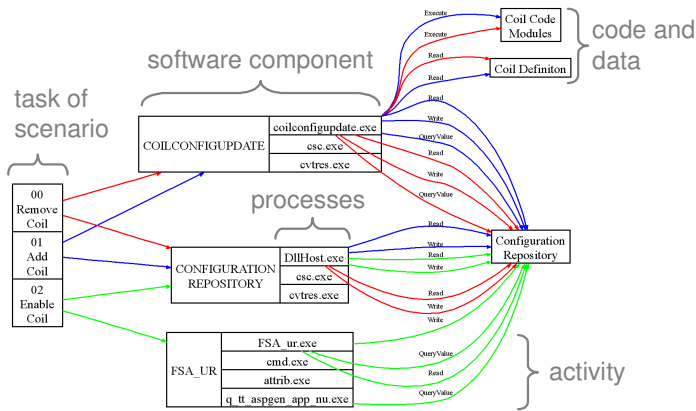 Execute
Coil Code
Modules
code and
data
Execute
software component
Read
Coil Definiton
Read
task of
scenario
Read
COILCONFIGUPDATE
coilconfigupdate.exe
csc.exe
cvtres.exe
Write
QueryValue
Read
Write
QueryValue
00
Remove
Coil
01
Add
Coil
02
Enable
Coil
processes
Read
Write
Read
Write
CONFIGURATION
REPOSITORY
DllHost.exe
csc.exe
cvtres.exe
Configuration
Repository
Read
Write
Write
FSA_UR
FSA_ur.exe
cmd.exe
attrib.exe
q_tt_aspgen_app_nu.exe
QueryValue
Read
QueryValue
activity